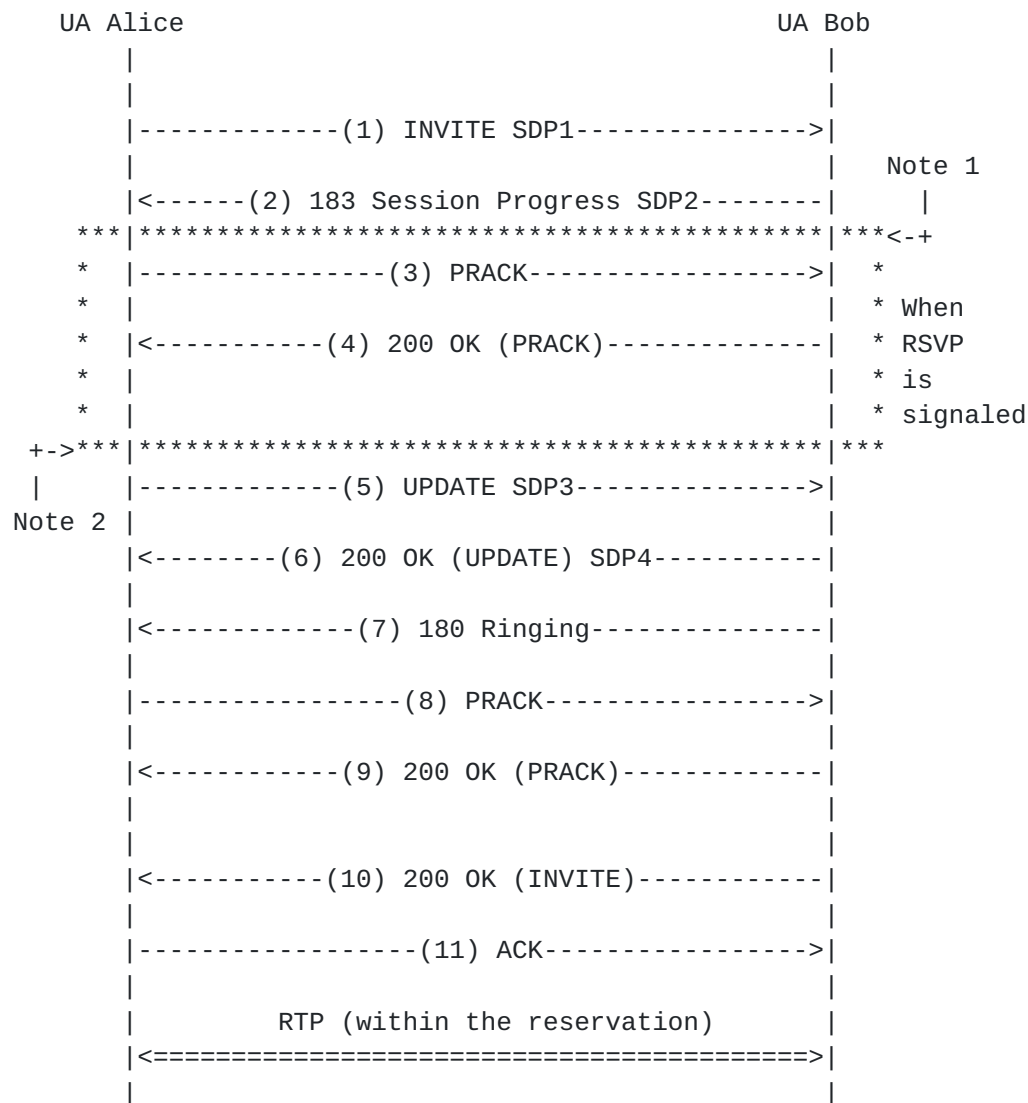 UA Alice UA Bob
(1) INVITE SDP1
Note 1
(2) 183 Session Progress SDP2
(3) PRACK
When
(4) 200 OK (PRACK) RSVP
is
signaled
(5) UPDATE SDP3
Note 2
(6) 200 OK (UPDATE) SDP4
(7) 180 Ringing
(8) PRACK
(9) 200 OK (PRACK)
(10) 200 OK (INVITE)
(11) ACK
RTP (within the reservation)